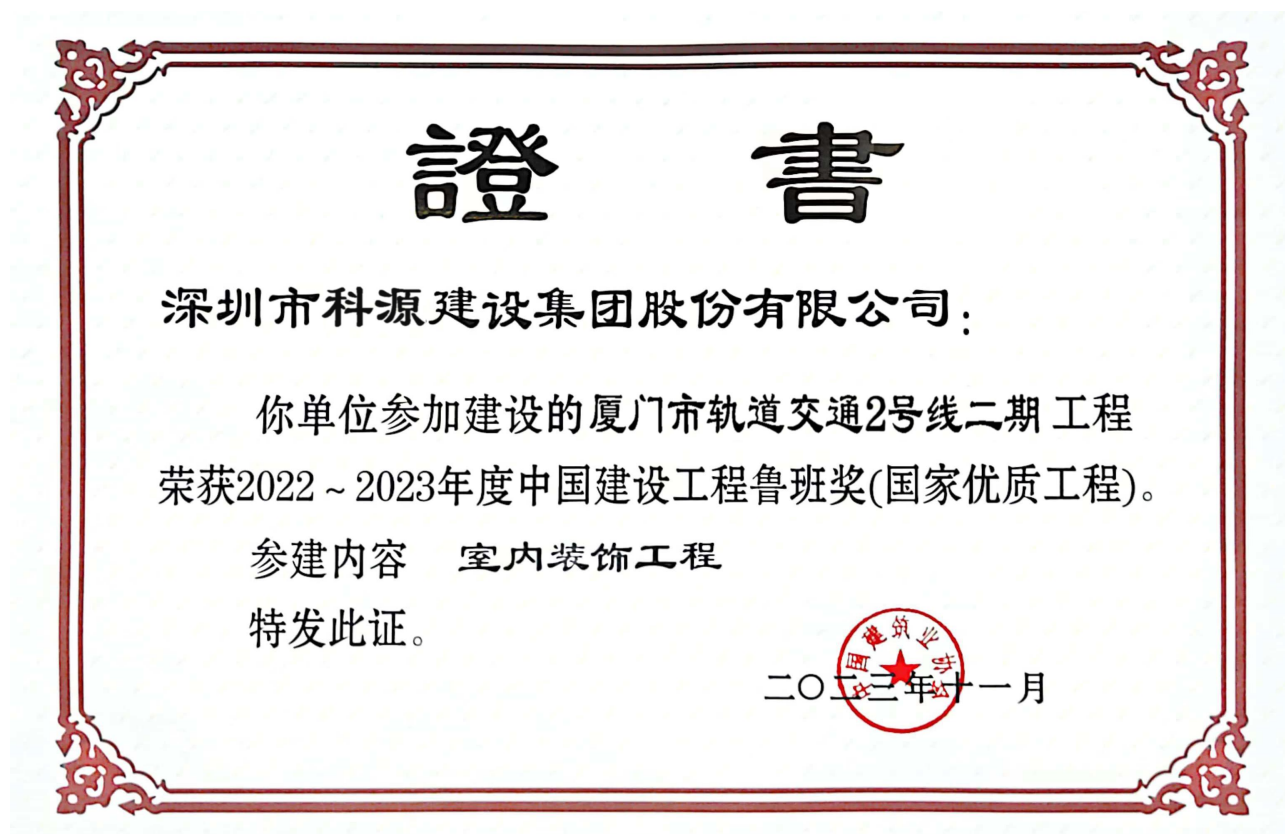 證 書
深圳市科源建设集团股份有限公司：
你单位参加建设的厦门市轨道交通2号线二期工程
荣获2022～2023年度中国建设工程鲁班奖(国家优质工程)。
参建内容 室内装饰工程
特发此证。
中国建筑业协会
二〇二三年十一月